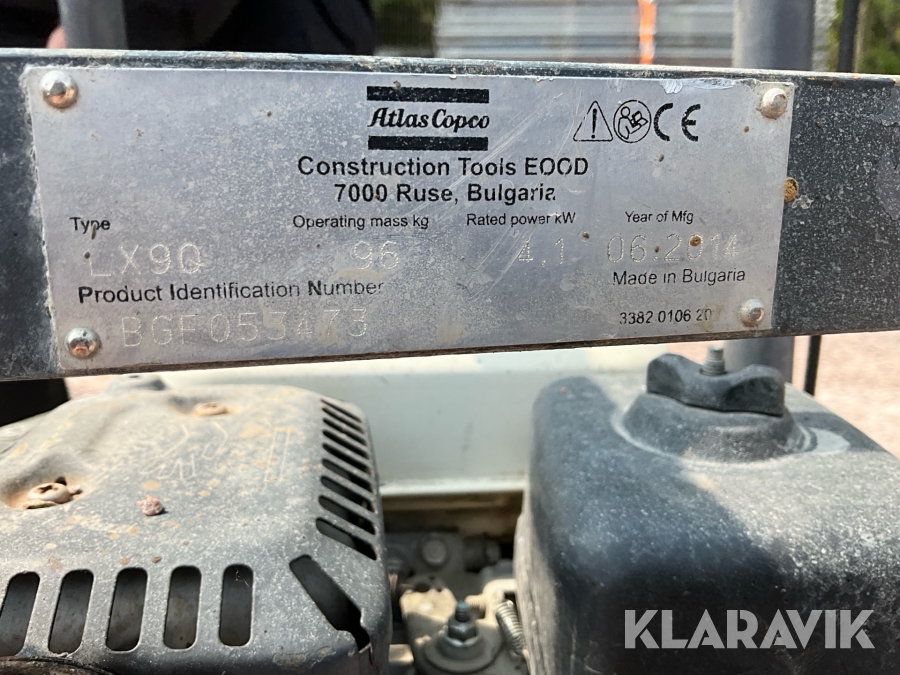 Atlas Copco
CE
Construction Tools EOOD
7000 Ruse, Bulgaria
Type Operating mass kg Rated power kW Year of Mfg
LX90 96 4.1 06.2014
Product Identification Number Made in Bulgaria
BGF053473 3382 0106 20
KLARAVIK